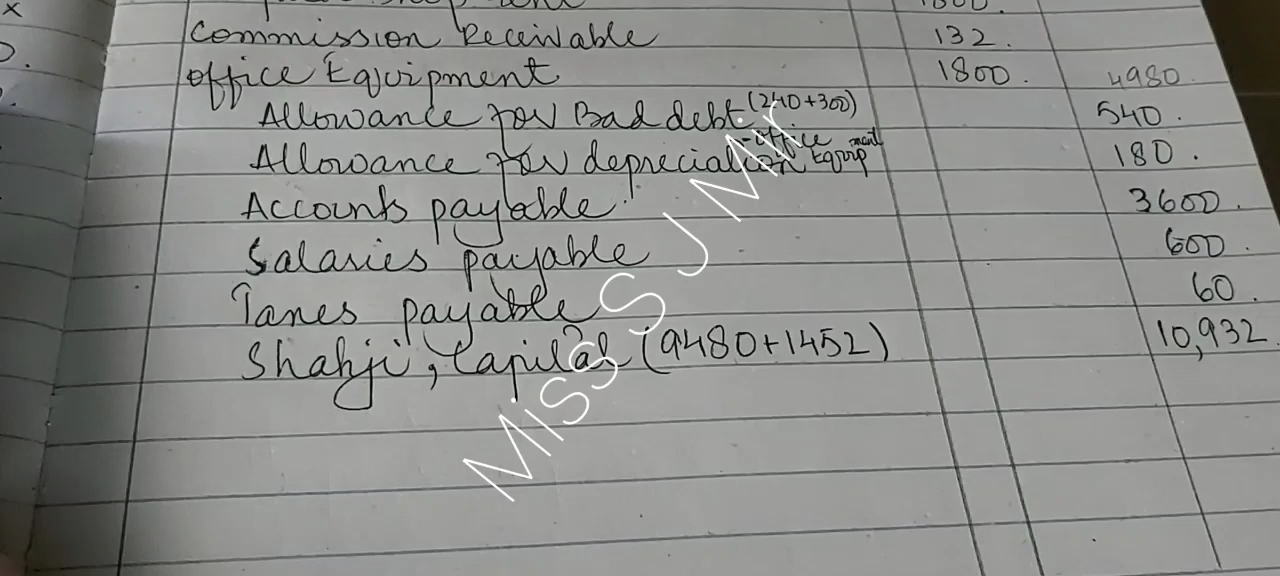 Commission Receivable 132.
Office Equipment 1800. 4980.
Allowance for Bad debt (240+300) 540.
Allowance for depreciation - office Equipment 180.
Accounts payable. 3600.
Salaries payable 600.
Taxes payable 60.
Shahji, Capital (9480+1452) 10,932
Miss S J Mir